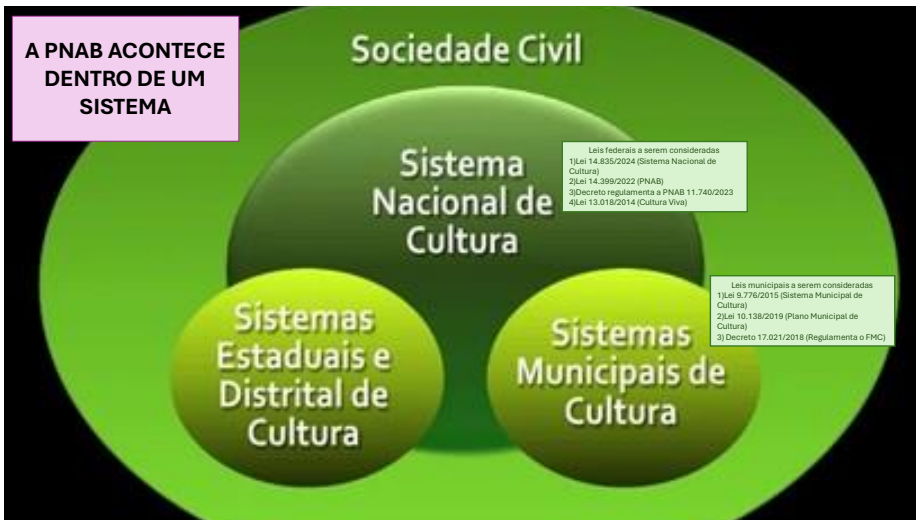 A PNAB ACONTECE
DENTRO DE UM
SISTEMA
Sociedade Civil
Sistema
Nacional de
Cultura
Leis federais a serem consideradas
1)Lei 14.835/2024 (Sistema Nacional de
Cultura)
2)Lei 14.399/2022 (PNAB)
3)Decreto regulamenta a PNAB 11.740/2023
4)Lei 13.018/2014 (Cultura Viva)
Sistemas
Estaduais e
Distrital de
Cultura
Sistemas
Municipais de
Cultura
Leis municipais a serem consideradas
1)Lei 9.776/2015 (Sistema Municipal de
Cultura)
2)Lei 10.138/2019 (Plano Municipal de
Cultura)
3) Decreto 17.021/2018 (Regulamenta o FMC)